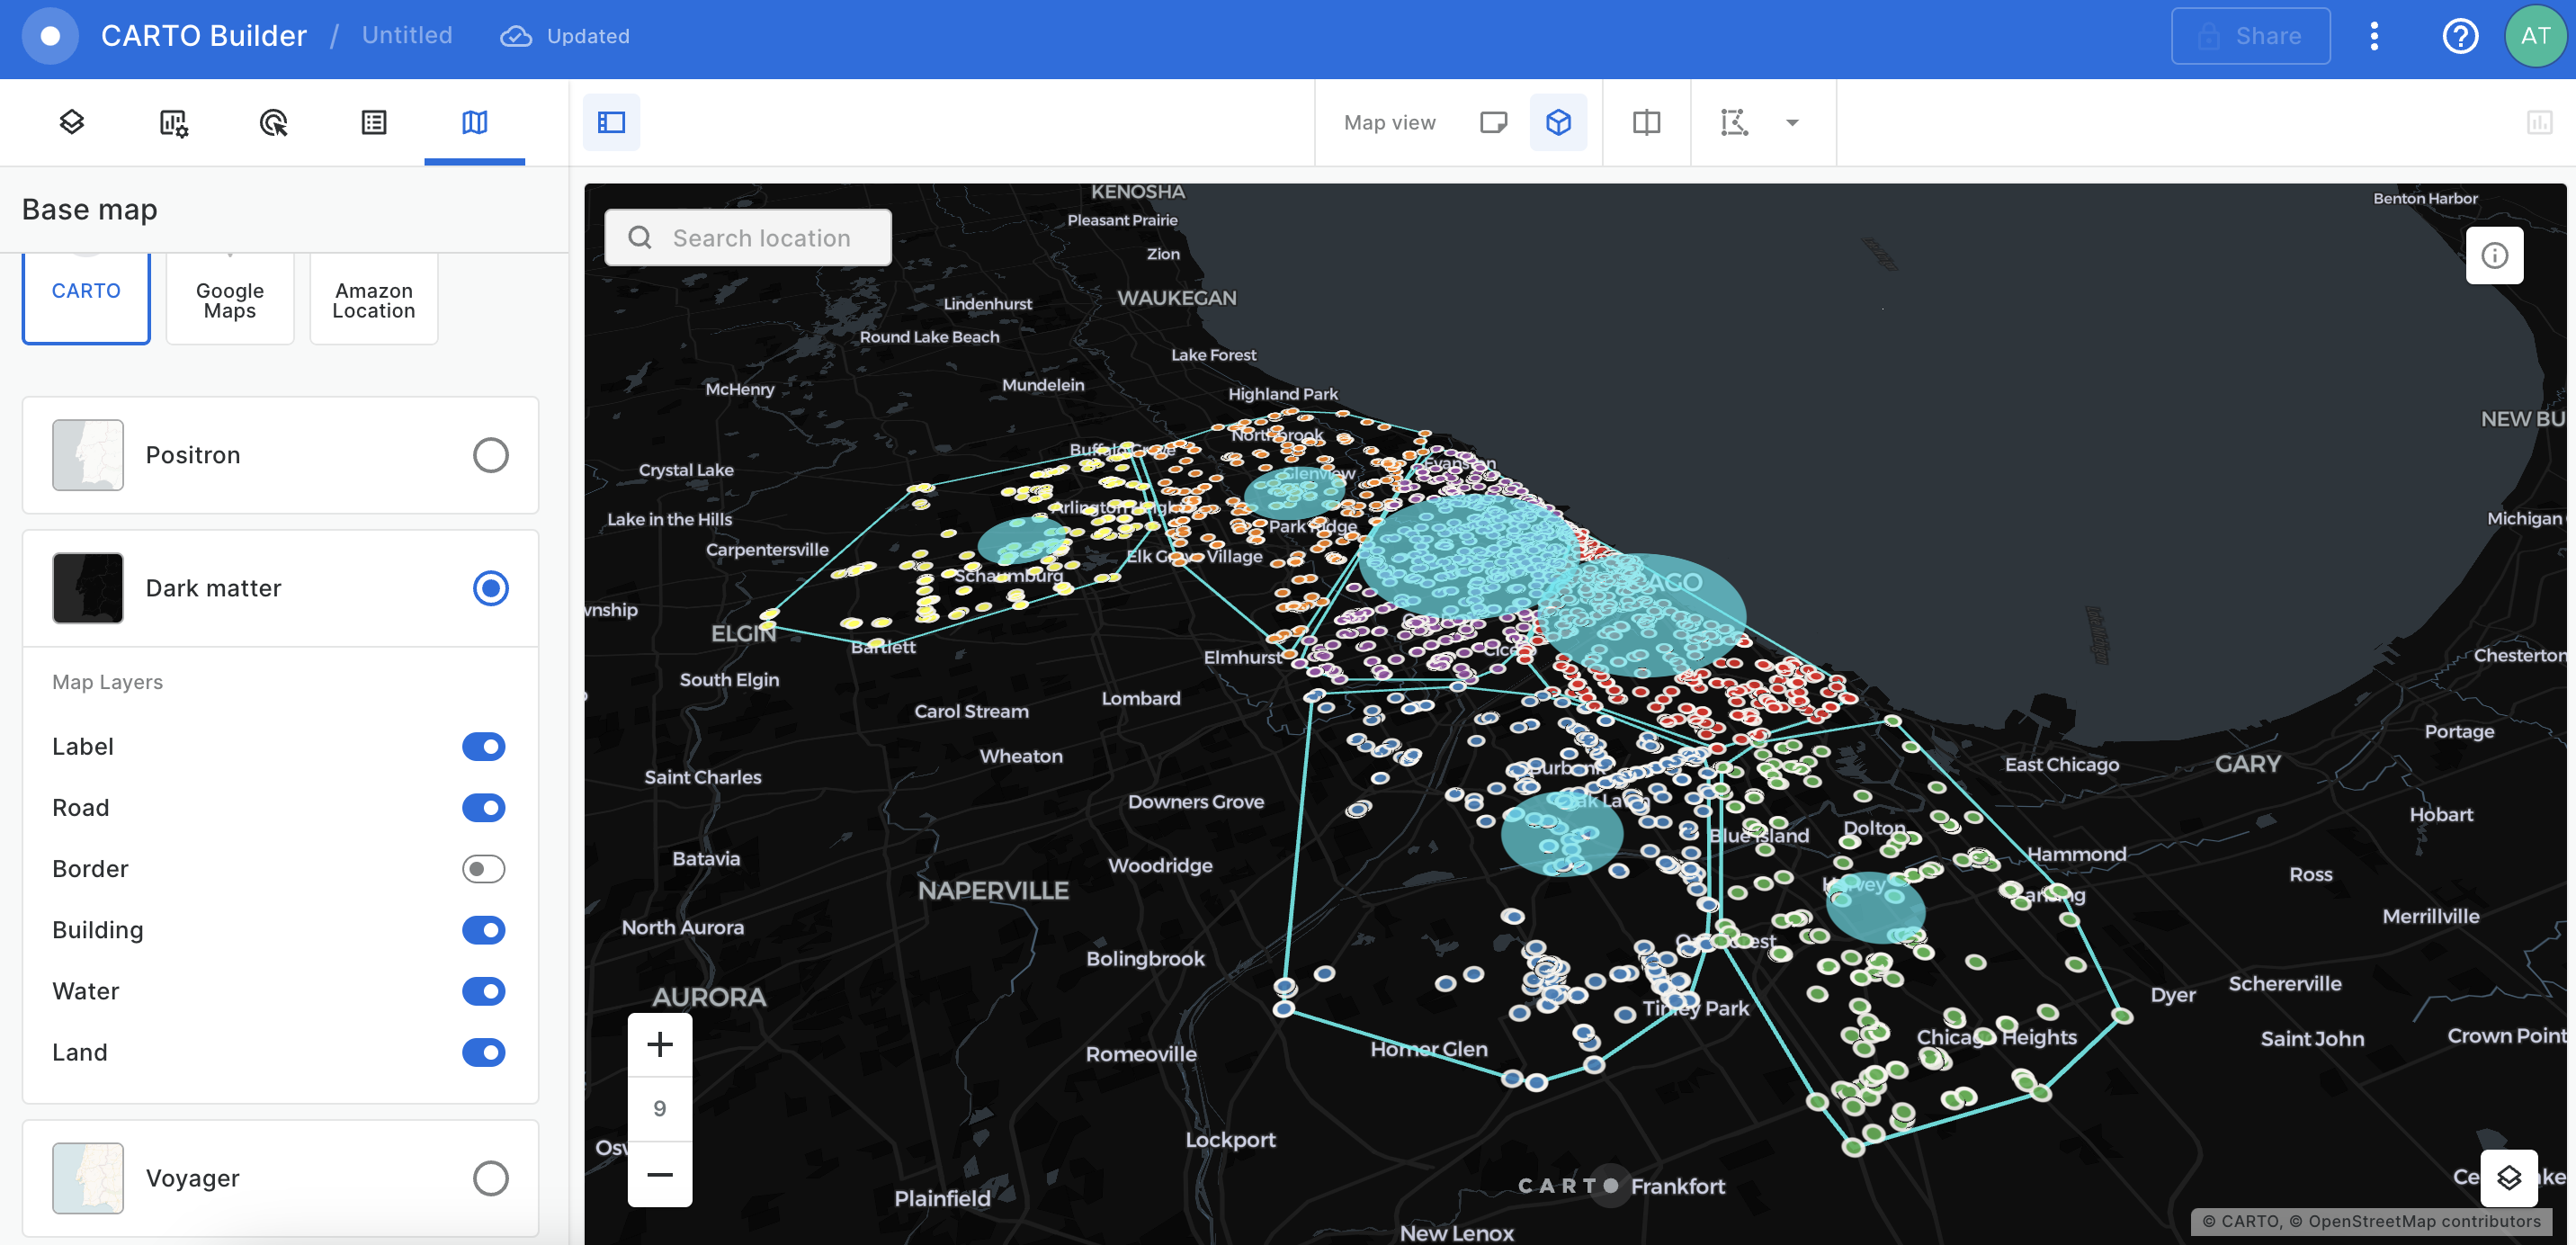 CARTO Builder / Untitled Updated
Share
AT
Map view
Base map
CARTO
Google
Maps
Amazon
Location
Positron
Dark matter
Map Layers
Label
Road
Border
Building
Water
Land
Voyager
Search location
KENOSHA
Pleasant Prairie
Benton Harbor
Zion
WAUKEGAN
Lindenhurst
Round Lake Beach
Lake Forest
McHenry
Mundelein
Highland Park
NEW BU
Northbrook
Buffalo Grove
Evanston
Crystal Lake
Glenview
Arlington
Lake in the Hills
Park Ridge
Michigan
Carpentersville
Elk Grove Village
Schaumburg
AGO
wnship
ELGIN
Bartlett
Elmhurst
Cice
Chesterton
South Elgin
Lombard
Carol Stream
Portage
Wheaton
East Chicago
GARY
Saint Charles
Burbank
Downers Grove
Oak Lawn
Hobart
Blue Island
Dolton
Batavia
Woodridge
Hammond
Ross
NAPERVILLE
Harvey
Lansing
Merrillville
North Aurora
Bolingbrook
AURORA
Tinley Park
Dyer
Schererville
Chicago Heights
Saint John
Crown Point
Romeoville
Homer Glen
9
Lockport
CARTO
Frankfort
Plainfield
New Lenox
© CARTO, © OpenStreetMap contributors